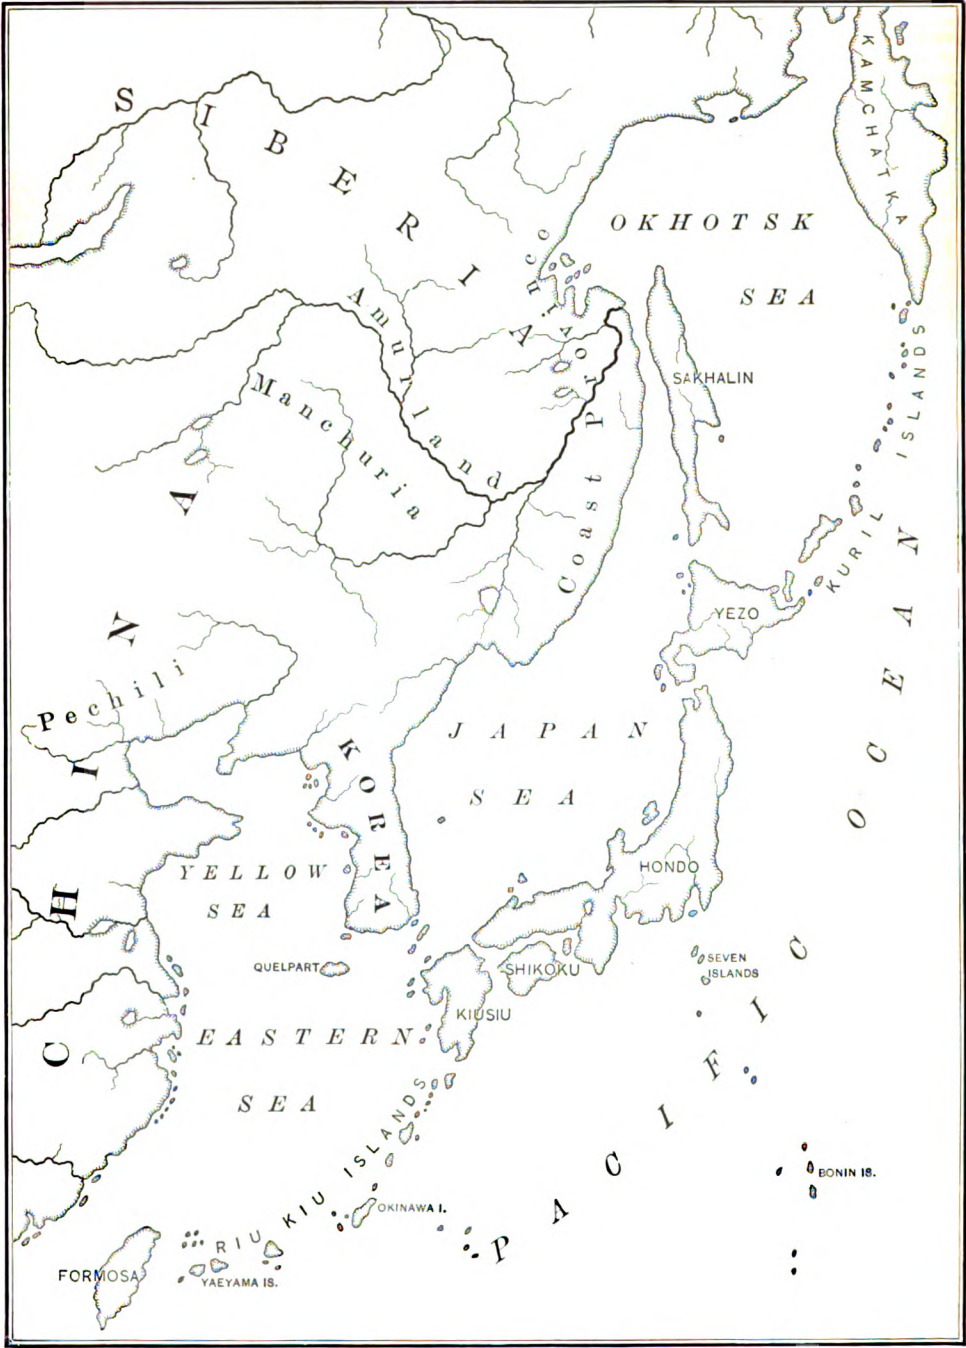 SIBERIA
KAMCHATKA
OKHOTSK
SEA
Amurland
Manchuria
Coast Province
SAKHALIN
KURIL ISLANDS
YEZO
CHINA
Pechili
KOREA
JAPAN
SEA
YELLOW
SEA
HONDO
QUELPART
SHIKOKU
SEVEN
ISLANDS
KIUSIU
EASTERN
SEA
PACIFIC OCEAN
RIU KIU ISLANDS
OKINAWA I.
BONIN IS.
FORMOSA
YAEYAMA IS.